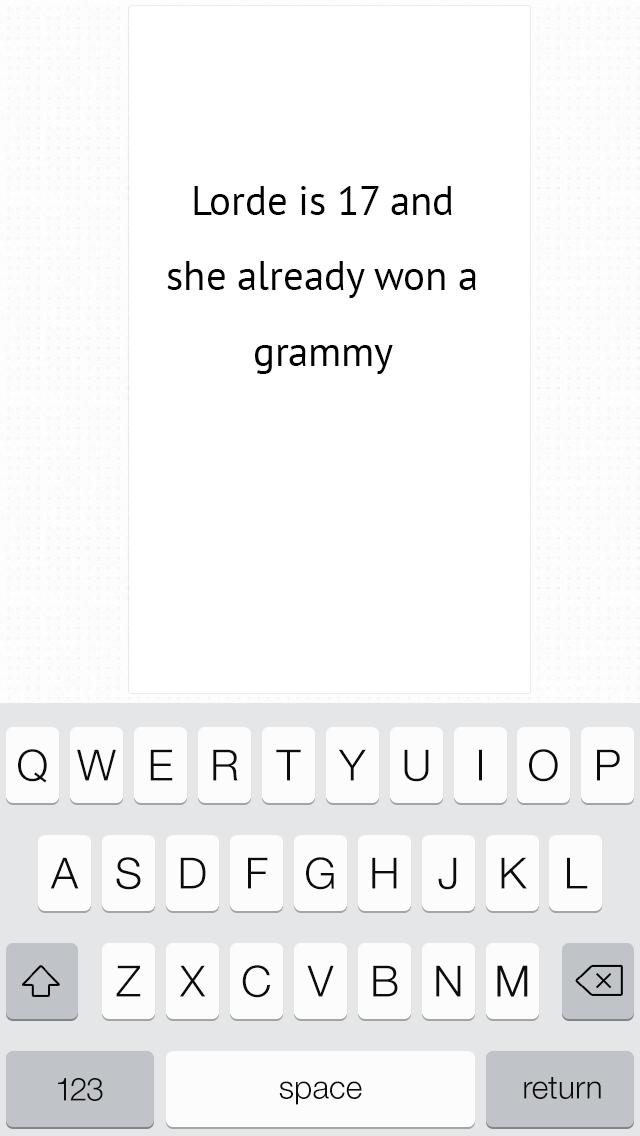 Lorde is 17 and
she already won a
grammy
Q W E R T Y U I O P
A S D F G H J K L
Z X C V B N M
123 space return